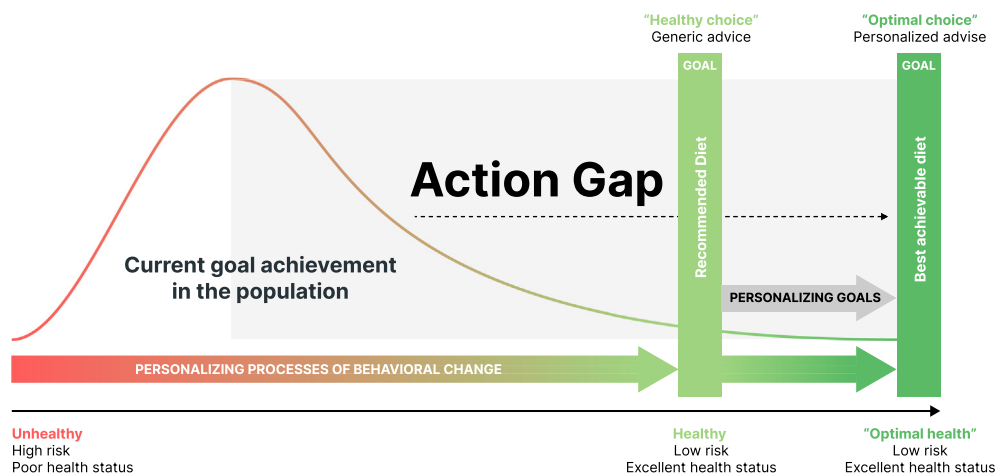 “Healthy choice”
Generic advice
“Optimal choice”
Personalized advise
GOAL
GOAL
Action Gap
Recommended Diet
Best achievable diet
Current goal achievement
in the population
PERSONALIZING GOALS
PERSONALIZING PROCESSES OF BEHAVIORAL CHANGE
Unhealthy
High risk
Poor health status
Healthy
Low risk
Excellent health status
“Optimal health”
Low risk
Excellent health status